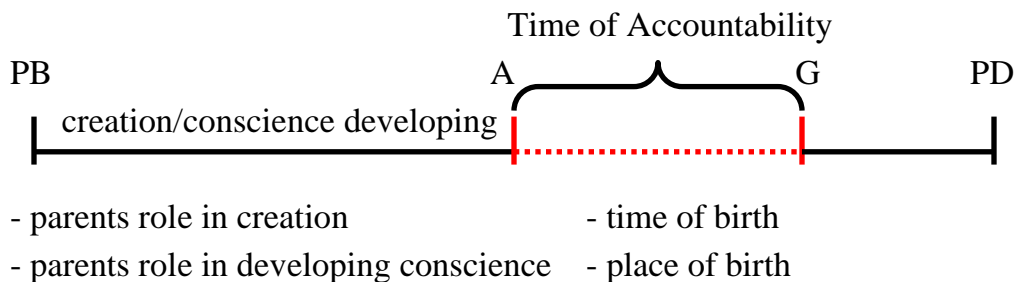 Time of Accountability
PB A G PD
creation/conscience developing
- parents role in creation - time of birth
- parents role in developing conscience - place of birth